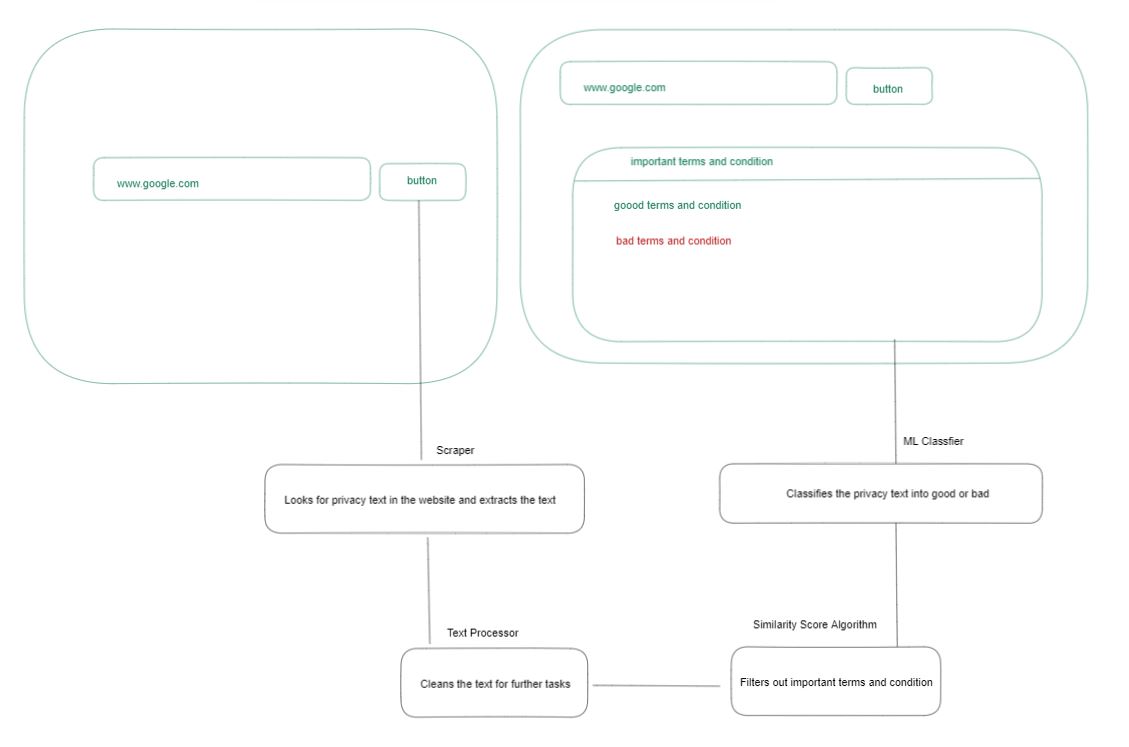 www.google.com
button
www.google.com
button
important terms and condition
goood terms and condition
bad terms and condition
Scraper
Looks for privacy text in the website and extracts the text
Text Processor
Cleans the text for further tasks
ML Classfier
Classifies the privacy text into good or bad
Similarity Score Algorithm
Filters out important terms and condition